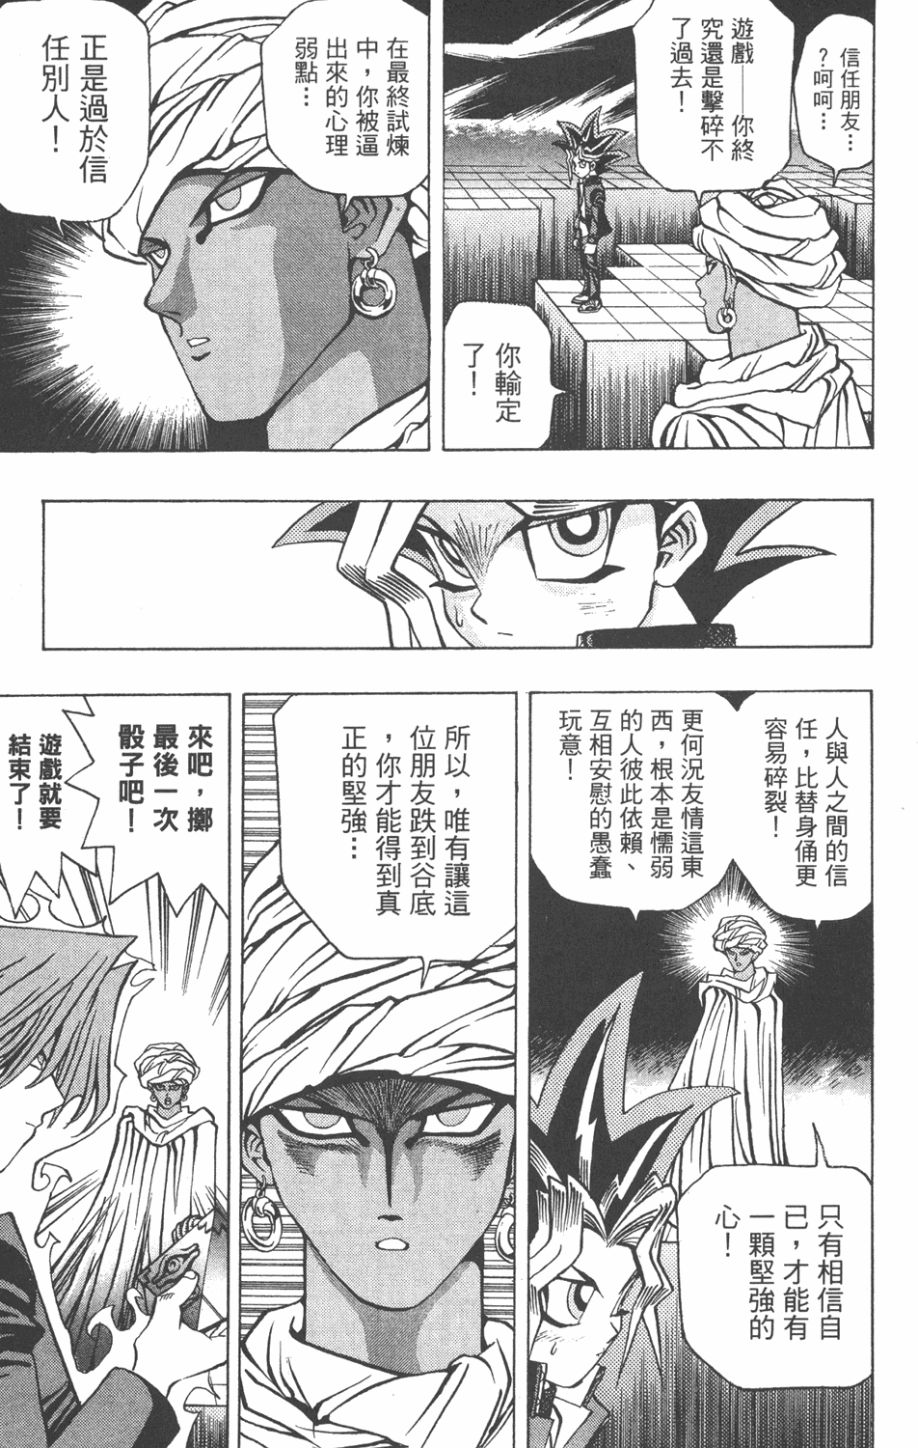 信任朋友…
？呵呵…
遊戲──你終
究還是擊碎不
了過去！
你輸定
了！
在最終試煉
中，你被逼
出來的心理
弱點…
正是過於信
任別人！
人與人之間的信
任，比替身俑更
容易碎裂！
更何況友情這東
西，根本是懦弱
的人彼此依賴、
互相安慰的愚蠢
玩意！
只有相信自
己，才能有
一顆堅強的
心！
所以，唯有讓這
位朋友跌到谷底
，你才能得到真
正的堅強…
來吧，擲
最後一次
骰子吧！
遊戲就要
結束了！